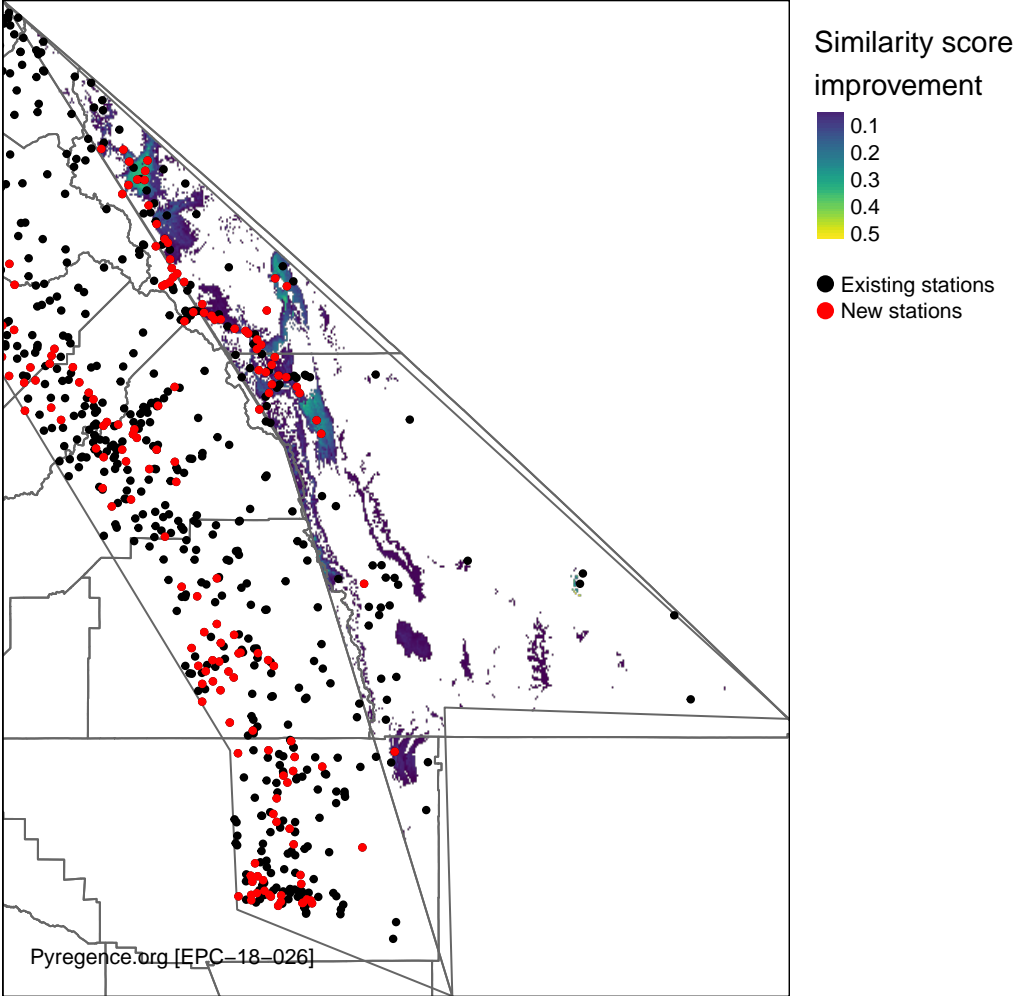 Similarity score
improvement
0.1
0.2
0.3
0.4
0.5
Existing stations
New stations
Pyregence.org [EPC−18−026]